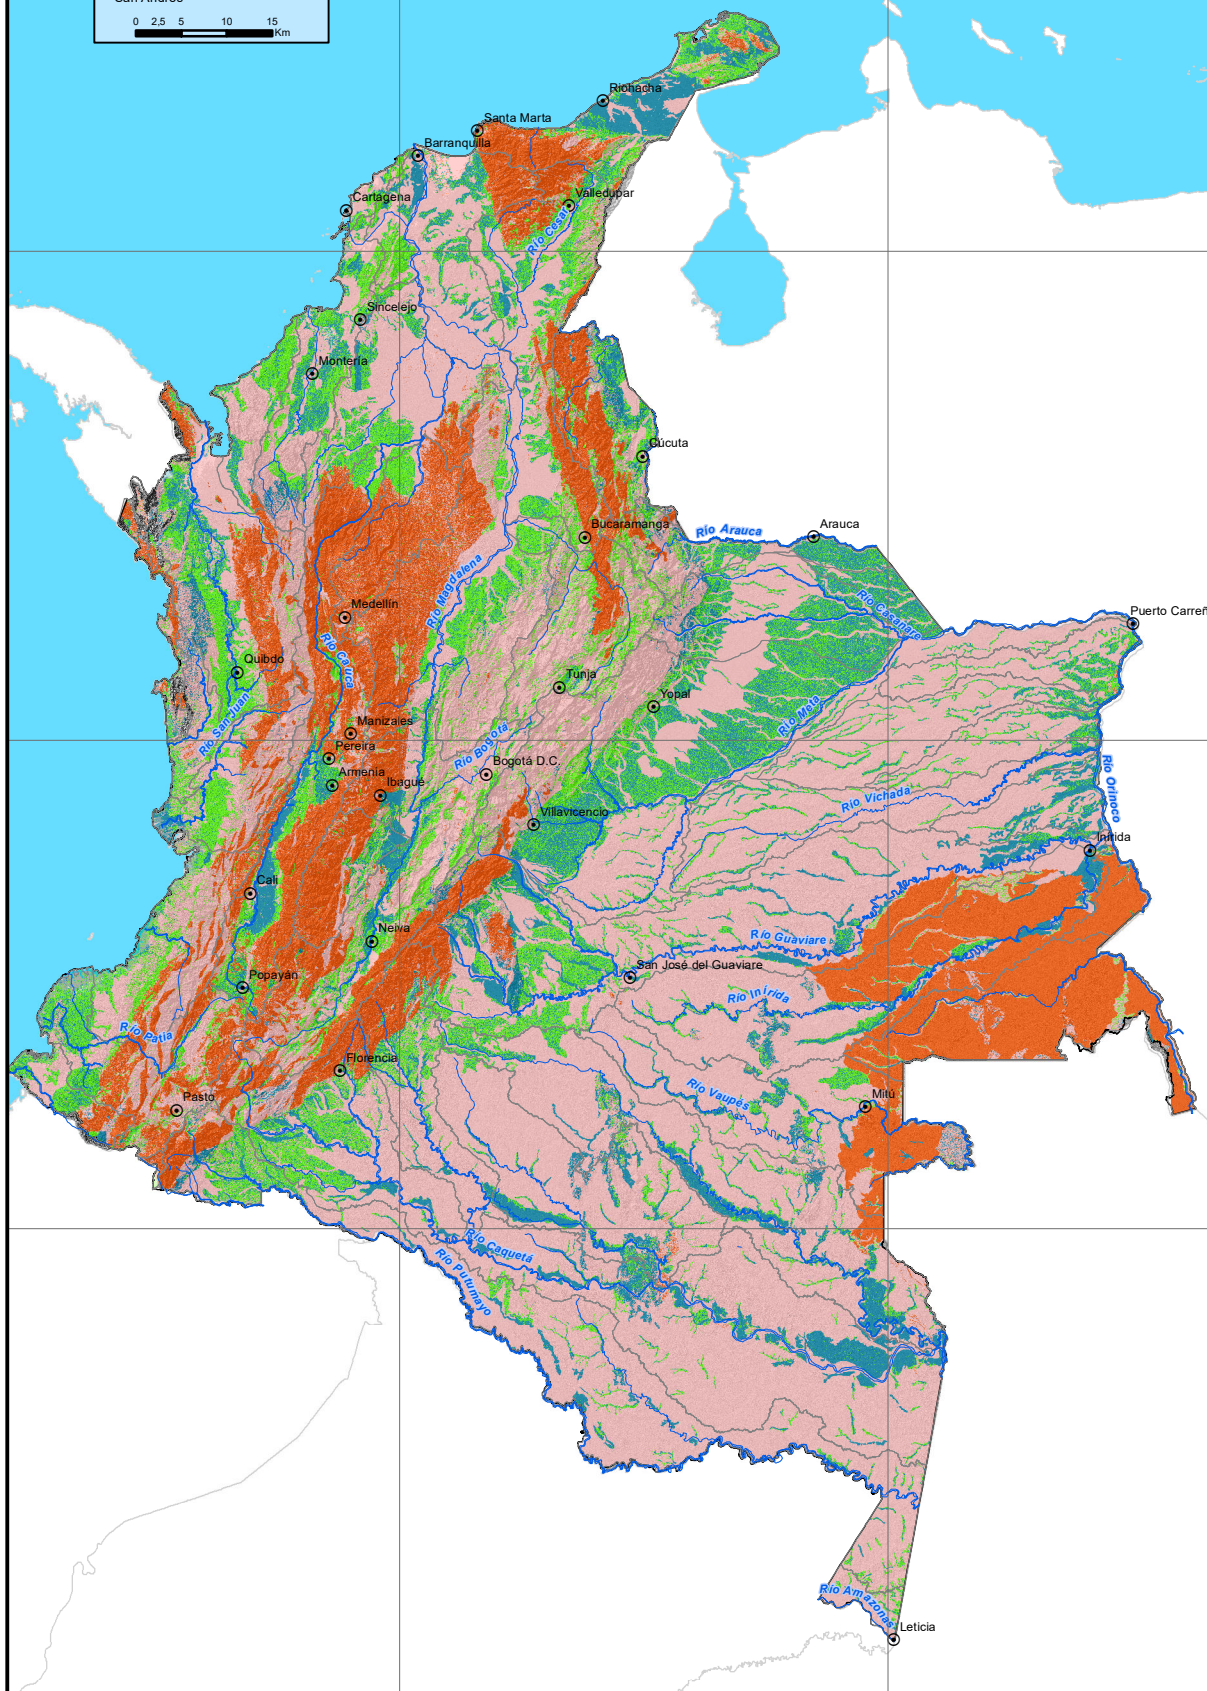 0 2,5 5 10 15
Km
Riohacha
Santa Marta
Barranquilla
Cartagena
Valledupar
Río Cesar
Sincelejo
Montería
Cúcuta
Bucaramanga
Río Arauca
Arauca
Río Magdalena
Río Casanare
Medellín
Puerto Carreñ
Río Cauca
Quibdo
Tunja
Yopal
Río San Juan
Río Meta
Manizales
Río Bogotá
Pereira
Bogotá D.C.
Armenia
Ibagué
Río Vichada
Río Orinoco
Villavicencio
Inírida
Cali
Neiva
Río Guaviare
San José del Guaviare
Popayán
Río Inírida
Río Patía
Florencia
Río Vaupés
Mitú
Pasto
Río Caquetá
Río Putumayo
Río Amazonas
Leticia